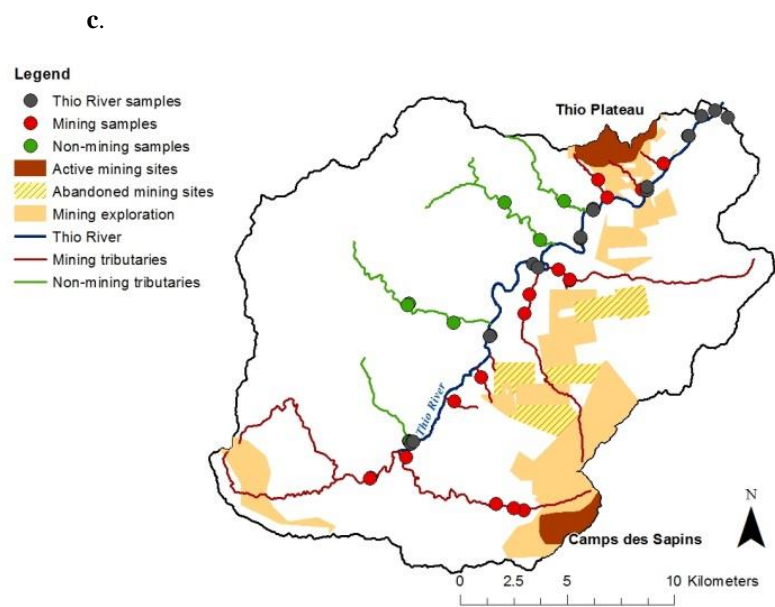 c.
Legend
Thio River samples
Mining samples
Non-mining samples
Active mining sites
Abandoned mining sites
Mining exploration
Thio River
Mining tributaries
Non-mining tributaries
Thio Plateau
Thio River
Camps des Sapins
N
0 2.5 5 10 Kilometers